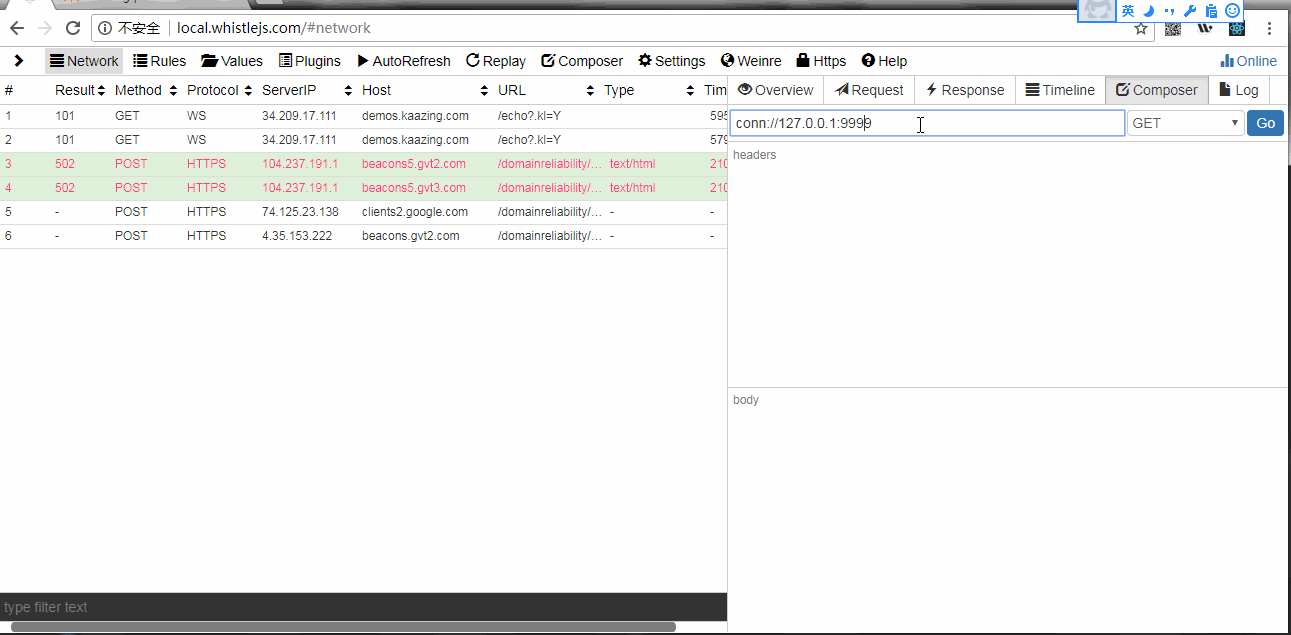 英
不安全 local.whistlejs.com/#network
Network Rules Values Plugins AutoRefresh Replay Composer Settings Weinre Https Help Online
# Result Method Protocol ServerIP Host URL Type Tim
Overview Request Response Timeline Composer Log
1 101 GET WS 34.209.17.111 demos.kaazing.com /echo?.kl=Y 595
conn://127.0.0.1:9999 GET Go
2 101 GET WS 34.209.17.111 demos.kaazing.com /echo?.kl=Y 579
headers
3 502 POST HTTPS 104.237.191.1 beacons5.gvt2.com /domainreliability/... text/html 210
4 502 POST HTTPS 104.237.191.1 beacons5.gvt3.com /domainreliability/... text/html 210
5 - POST HTTPS 74.125.23.138 clients2.google.com /domainreliability/... - -
6 - POST HTTPS 4.35.153.222 beacons.gvt2.com /domainreliability/... - -
body
type filter text